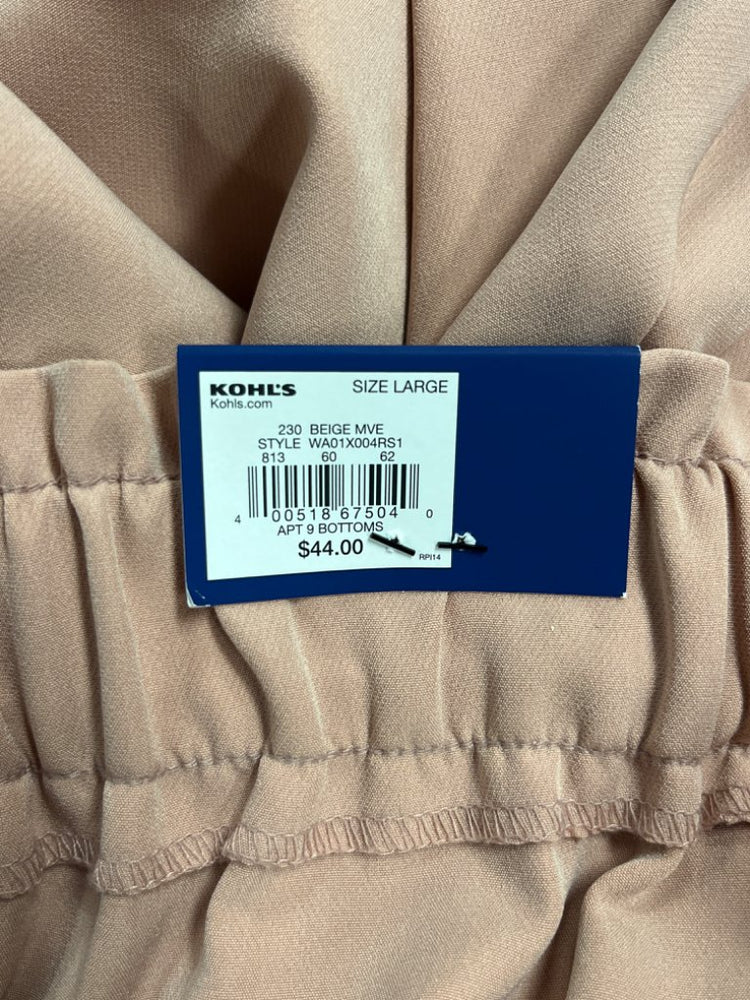 KOHL'S SIZE LARGE
Kohls.com
230 BEIGE MVE
STYLE WA01X004RS1
813 60 62
4 00518 67504 0
APT 9 BOTTOMS
$44.00
RPI14